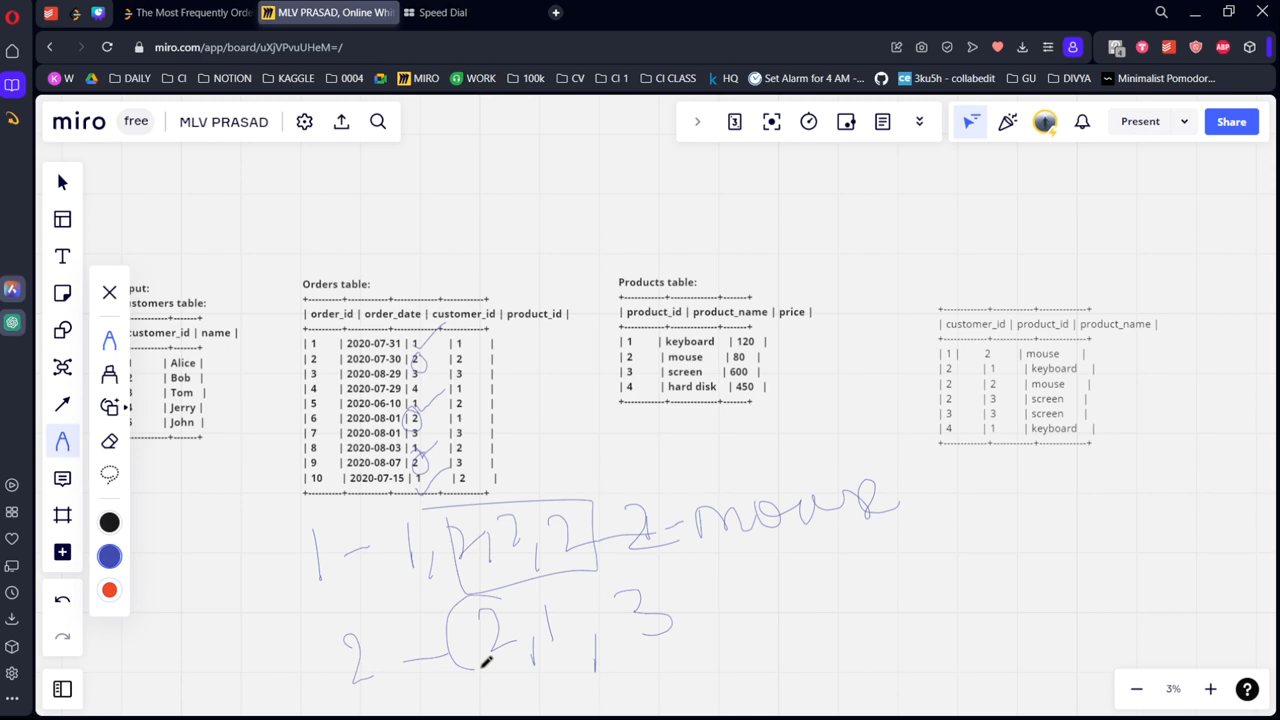 The Most Frequently Orde
MLV PRASAD, Online Whit
Speed Dial
miro.com/app/board/uXjVPvuUHeM=/
K W
DAILY
CI
NOTION
KAGGLE
0004
MIRO
WORK
100k
CV
CI 1
CI CLASS
HQ
Set Alarm for 4 AM -...
3ku5h - collabedit
GU
DIVYA
Minimalist Pomodor...
miro
free
MLV PRASAD
3
Present
Share
put:
ustomers table:
customer_id | name |
| Alice |
| Bob |
| Tom |
| Jerry |
| John |
Orders table:
| order_id | order_date | customer_id | product_id |
| 1 | 2020-07-31 | 1 | 1 |
| 2 | 2020-07-30 | 2 | 2 |
| 3 | 2020-08-29 | 3 | 3 |
| 4 | 2020-07-29 | 4 | 1 |
| 5 | 2020-06-10 | 1 | 2 |
| 6 | 2020-08-01 | 2 | 1 |
| 7 | 2020-08-01 | 3 | 3 |
| 8 | 2020-08-03 | 1 | 2 |
| 9 | 2020-08-07 | 2 | 3 |
| 10 | 2020-07-15 | 1 | 2 |
Products table:
| product_id | product_name | price |
| 1 | keyboard | 120 |
| 2 | mouse | 80 |
| 3 | screen | 600 |
| 4 | hard disk | 450 |
| customer_id | product_id | product_name |
| 1 | 2 | mouse |
| 2 | 1 | keyboard |
| 2 | 2 | mouse |
| 2 | 3 | screen |
| 3 | 3 | screen |
| 4 | 1 | keyboard |
1 - 1, 2, 2, 2 - 2 - mouse
2 - 2, 1, 3
3%